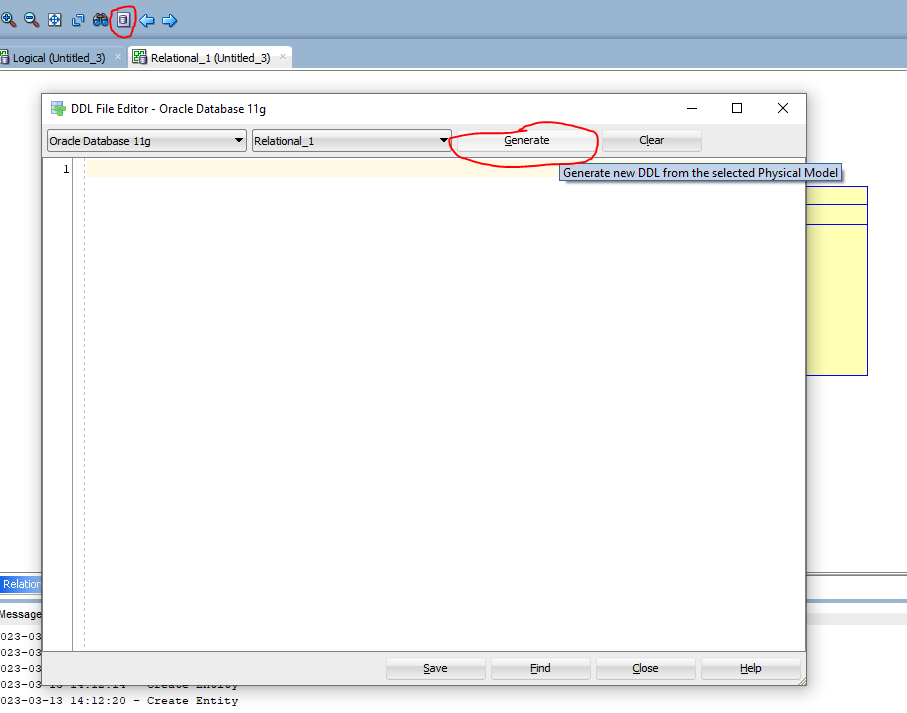 Logical (Untitled_3)
Relational_1 (Untitled_3)
DDL File Editor - Oracle Database 11g
Oracle Database 11g
Relational_1
Generate
Clear
1
Generate new DDL from the selected Physical Model
Relation
Message
023-03
023-03
023-03
Save
Find
Close
Help
023-03-13 14:12:14 - Create Entity
023-03-13 14:12:20 - Create Entity